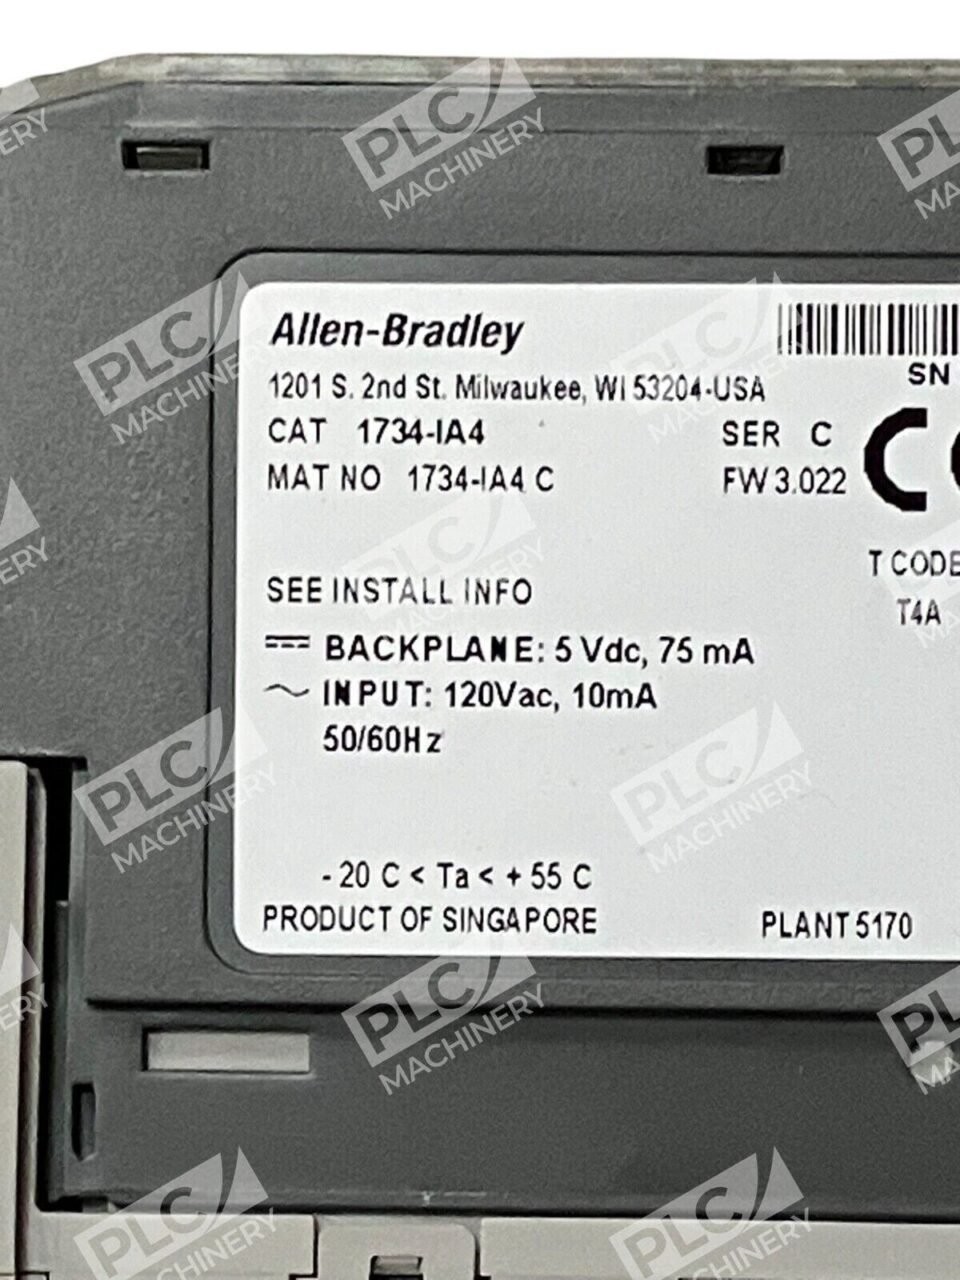 Allen-Bradley
1201 S. 2nd St. Milwaukee, WI 53204-USA
SN
CAT 1734-IA4
SER C
MAT NO 1734-IA4 C
FW 3.022
CE
T CODE
T4A
SEE INSTALL INFO
BACKPLANE: 5 Vdc, 75 mA
INPUT: 120Vac, 10mA
50/60Hz
- 20 C < Ta < + 55 C
PRODUCT OF SINGAPORE
PLANT 5170
PLC MACHINERY